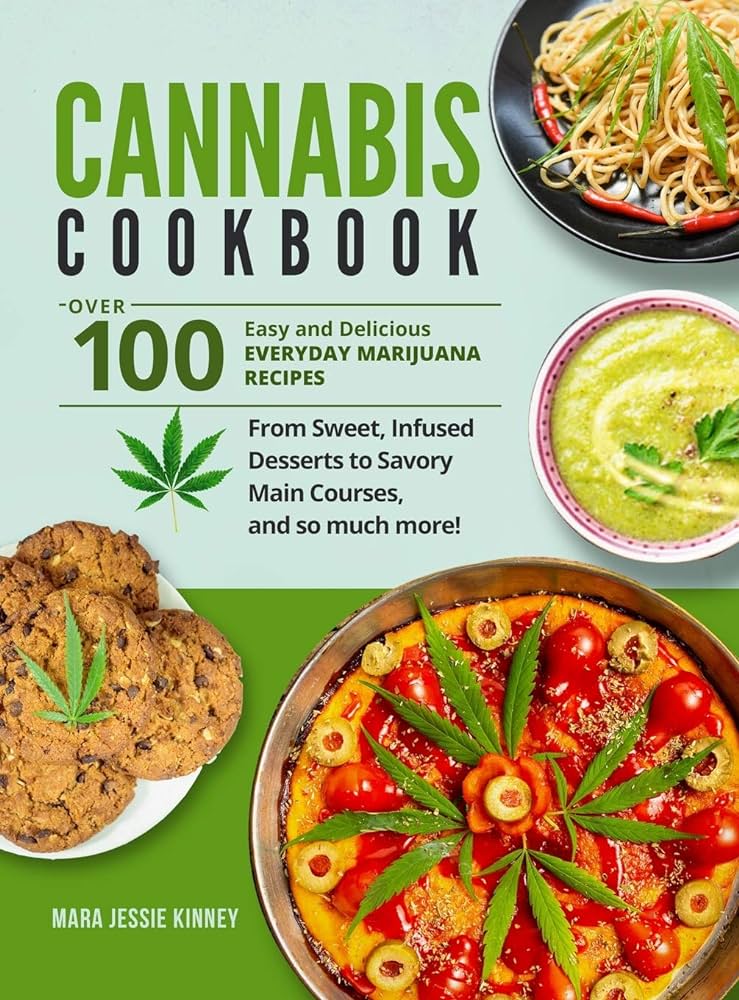 CANNABIS
COOKBOOK
OVER
100
Easy and Delicious
EVERYDAY MARIJUANA
RECIPES
From Sweet, Infused
Desserts to Savory
Main Courses,
and so much more!
MARA JESSIE KINNEY